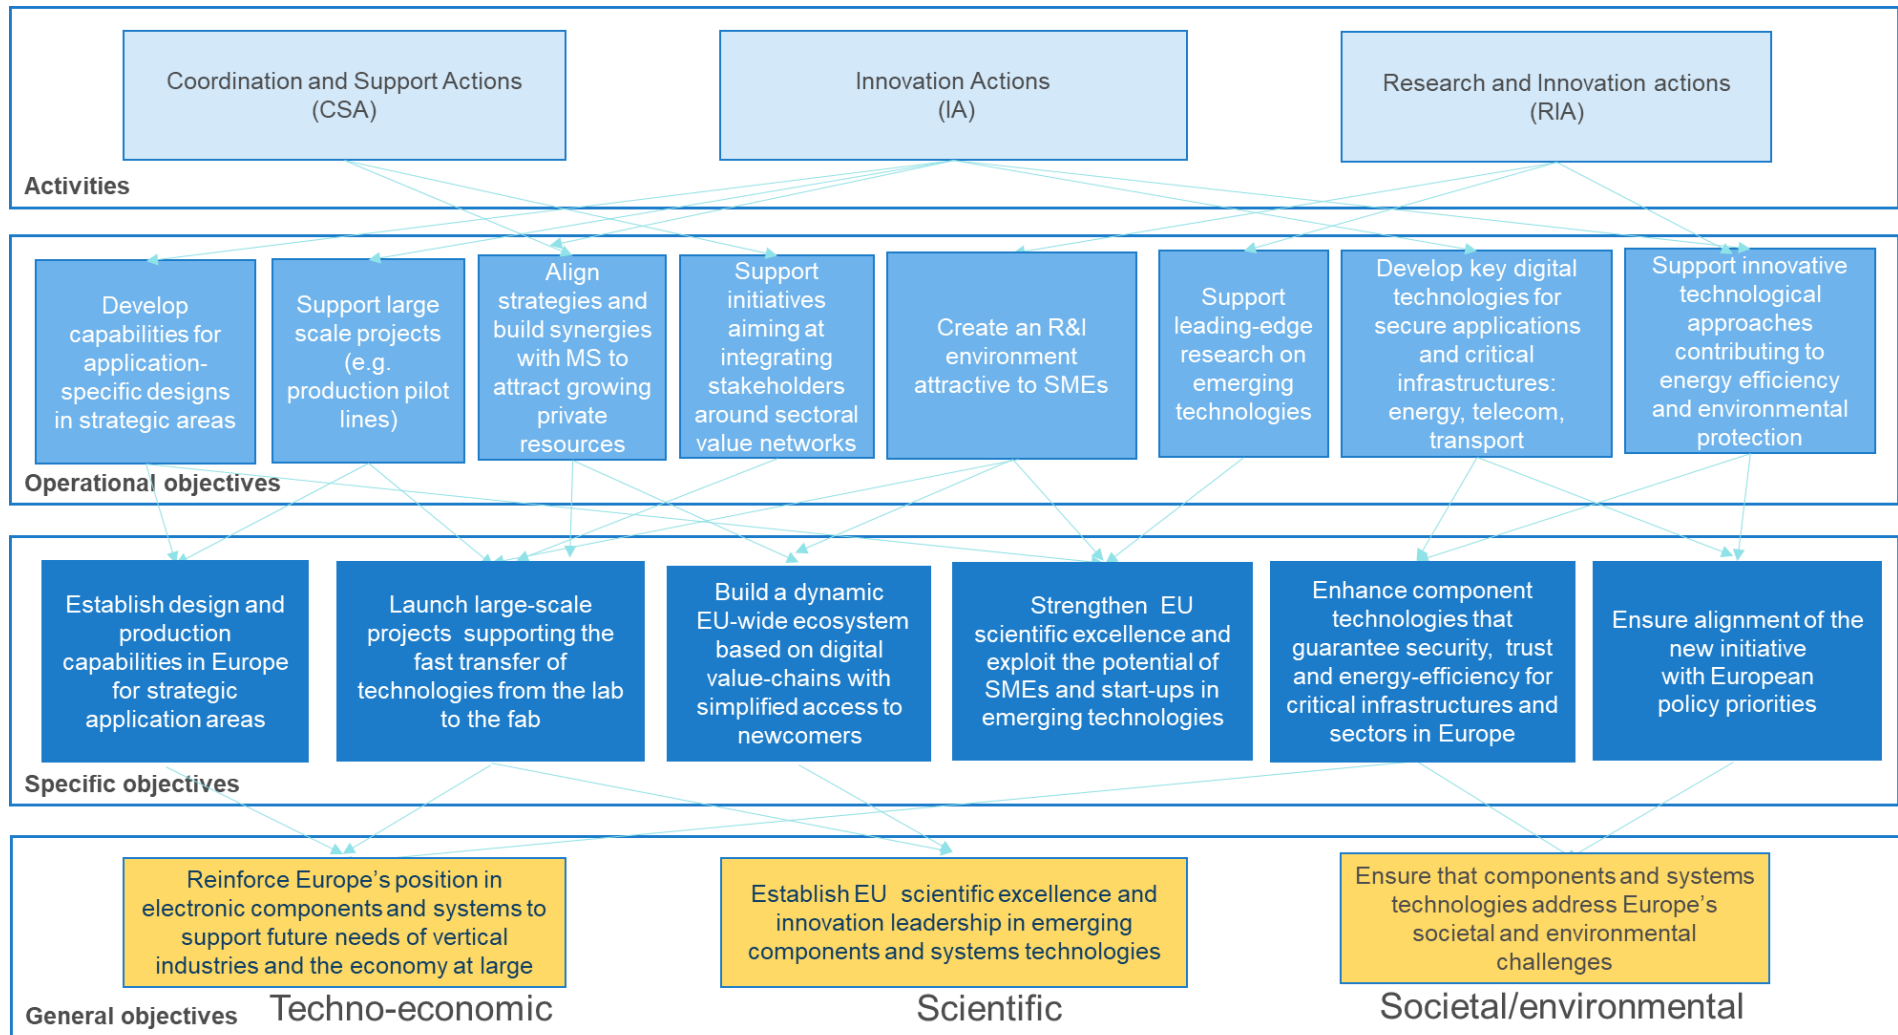 Coordination and Support Actions
(CSA)
Innovation Actions
(IA)
Research and Innovation actions
(RIA)
Activities
Develop
capabilities for
application-
specific designs
in strategic areas
Support large
scale projects
(e.g.
production pilot
lines)
Align
strategies and
build synergies
with MS to
attract growing
private
resources
Support
initiatives
aiming at
integrating
stakeholders
around sectoral
value networks
Create an R&I
environment
attractive to SMEs
Support
leading-edge
research on
emerging
technologies
Develop key digital
technologies for
secure applications
and critical
infrastructures:
energy, telecom,
transport
Support innovative
technological
approaches
contributing to
energy efficiency
and environmental
protection
Operational objectives
Establish design and
production
capabilities in Europe
for strategic
application areas
Launch large-scale
projects supporting the
fast transfer of
technologies from the lab
to the fab
Build a dynamic
EU-wide ecosystem
based on digital
value-chains with
simplified access to
newcomers
Strengthen EU
scientific excellence and
exploit the potential of
SMEs and start-ups in
emerging technologies
Enhance component
technologies that
guarantee security, trust
and energy-efficiency for
critical infrastructures and
sectors in Europe
Ensure alignment of the
new initiative
with European
policy priorities
Specific objectives
Reinforce Europe’s position in
electronic components and systems to
support future needs of vertical
industries and the economy at large
Establish EU scientific excellence and
innovation leadership in emerging
components and systems technologies
Ensure that components and systems
technologies address Europe’s
societal and environmental
challenges
General objectives
Techno-economic
Scientific
Societal/environmental